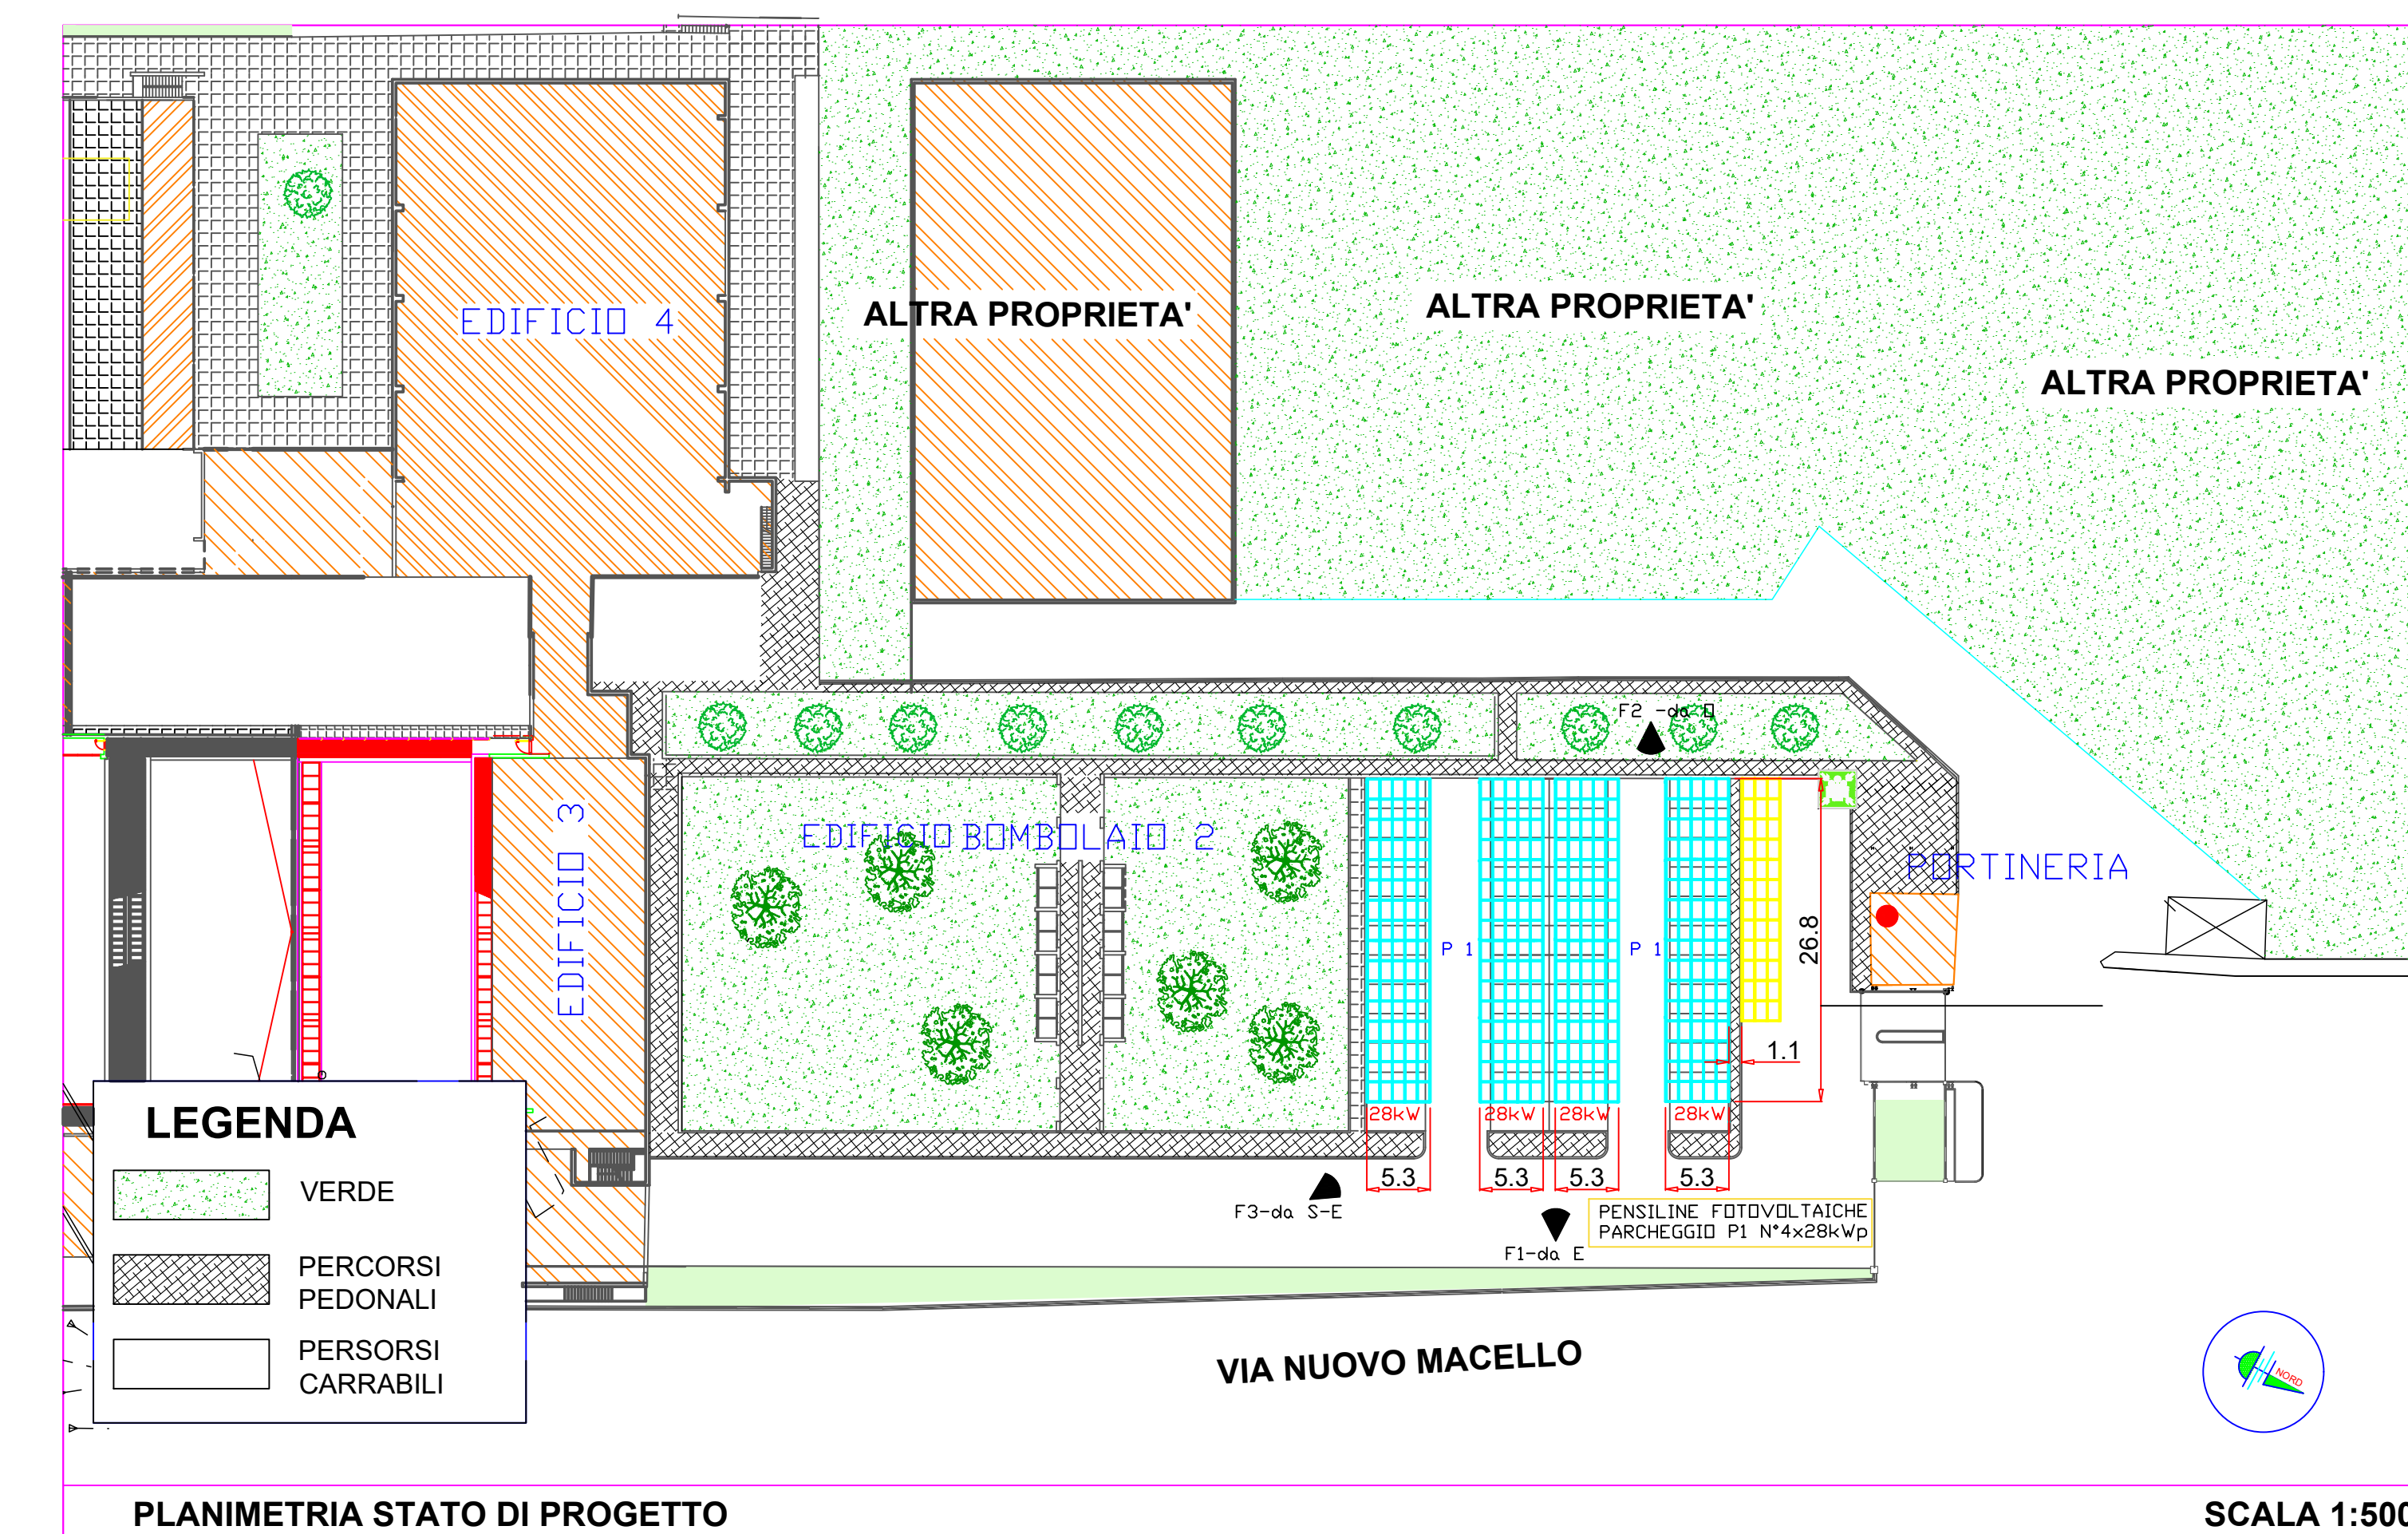 EDIFICIO 4
ALTRA PROPRIETA'
ALTRA PROPRIETA'
ALTRA PROPRIETA'
F2 -da O
EDIFICIO BOMBOLAIO 2
EDIFICIO 3
PORTINERIA
P 1
P 1
26.8
1.1
28kW
28kW
28kW
28kW
5.3
5.3
5.3
5.3
F3-da S-E
F1-da E
PENSILINE FOTOVOLTAICHE
PARCHEGGIO P1 N°4x28kWp
LEGENDA
VERDE
PERCORSI
PEDONALI
PERSORSI
CARRABILI
VIA NUOVO MACELLO
NORD
PLANIMETRIA STATO DI PROGETTO
SCALA 1:500